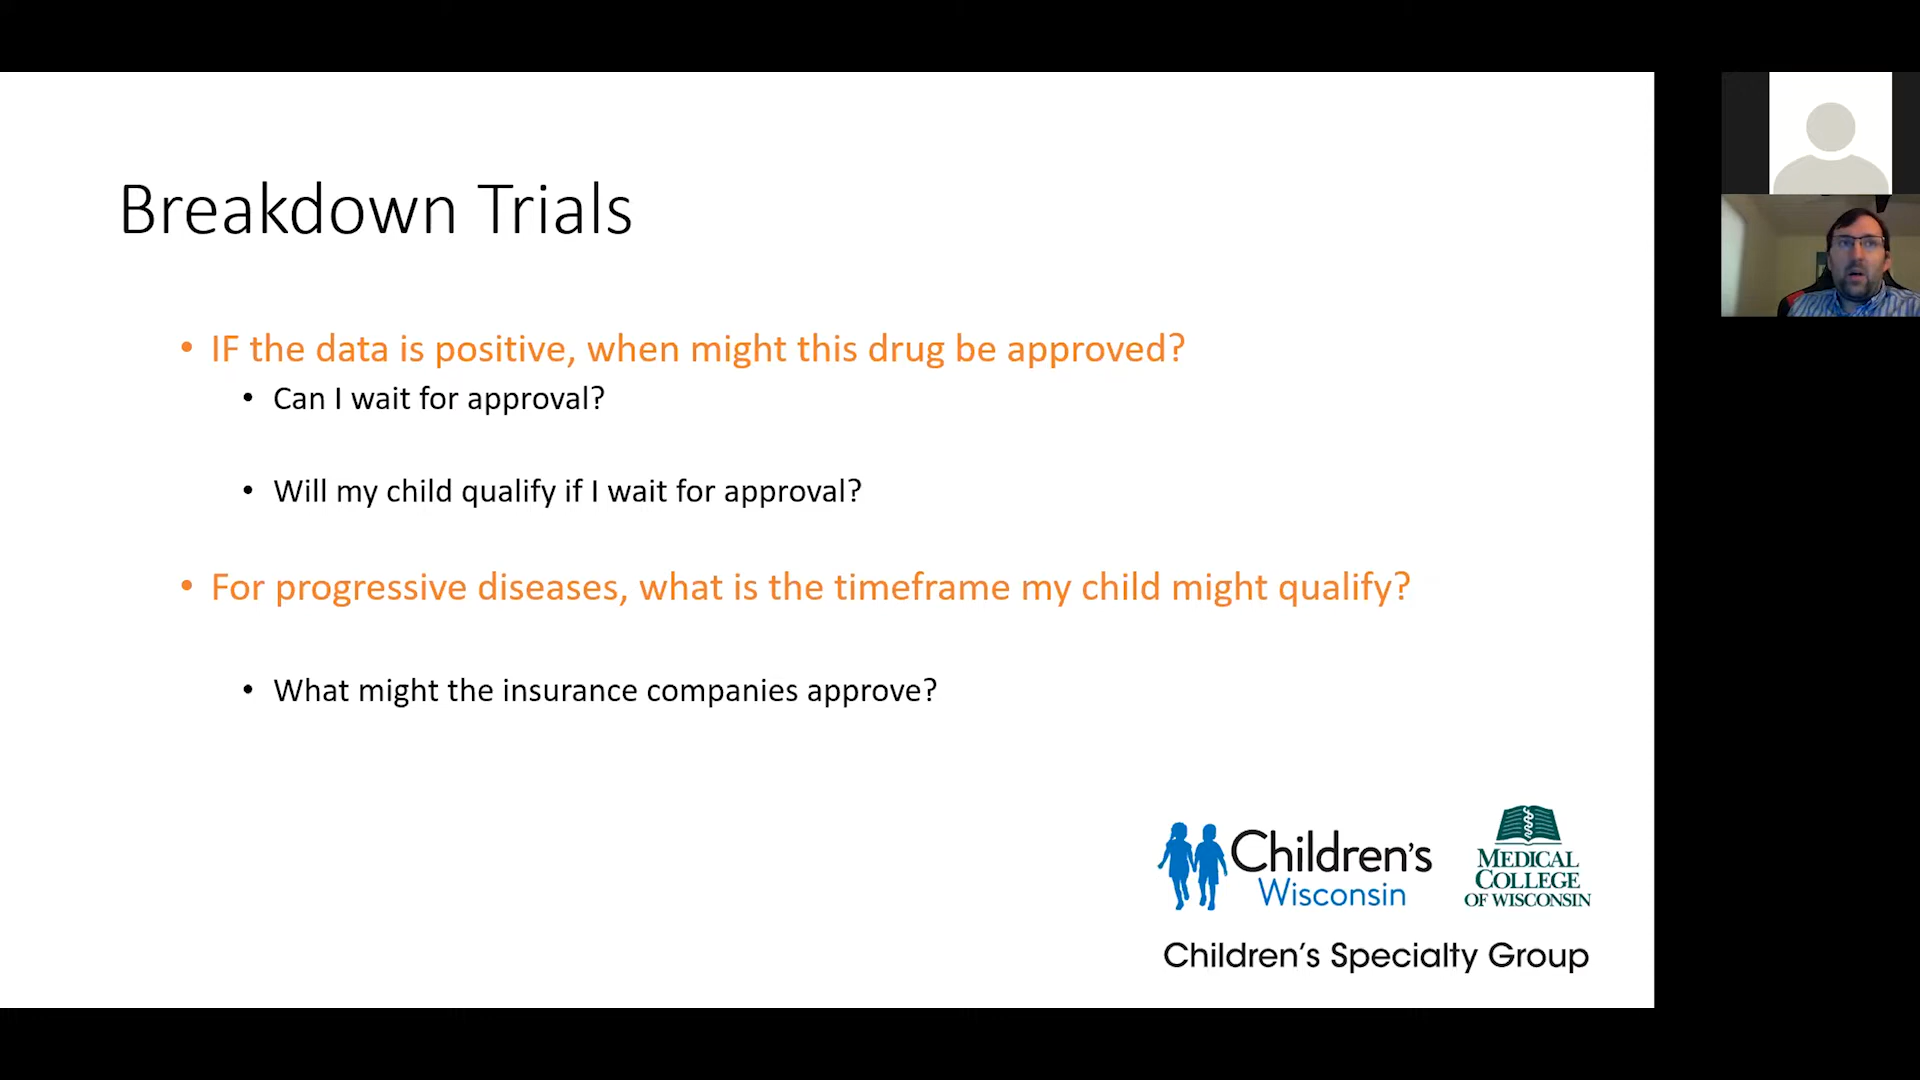 Breakdown Trials
• IF the data is positive, when might this drug be approved?
• Can I wait for approval?
• Will my child qualify if I wait for approval?
• For progressive diseases, what is the timeframe my child might qualify?
• What might the insurance companies approve?
Children's
Wisconsin
MEDICAL
COLLEGE
OF WISCONSIN
Children's Specialty Group